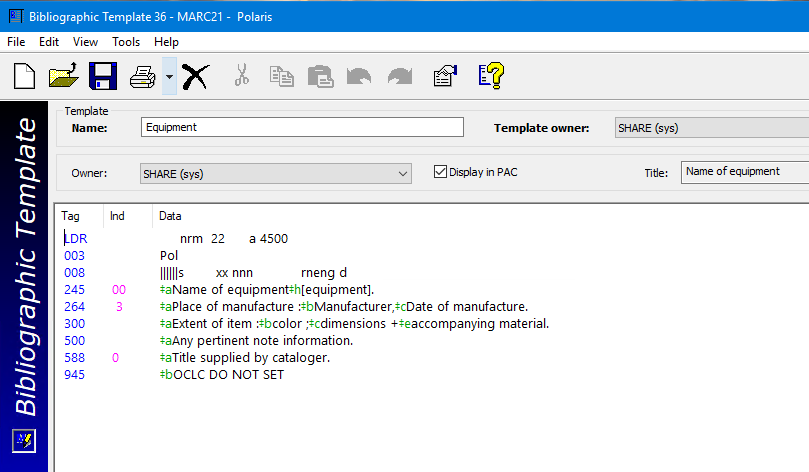 Bibliographic Template 36 - MARC21 - Polaris
File Edit View Tools Help
Bibliographic Template
Template
Name: Equipment Template owner: SHARE (sys)
Owner: SHARE (sys) Display in PAC Title: Name of equipment
Tag Ind Data
LDR nrm 22 a 4500
003 Pol
008 ||||||s xx nnn rneng d
245 00 ‡aName of equipment‡h[equipment].
264 3 ‡aPlace of manufacture :‡bManufacturer,‡cDate of manufacture.
300 ‡aExtent of item :‡bcolor ;‡cdimensions +‡eaccompanying material.
500 ‡aAny pertinent note information.
588 0 ‡aTitle supplied by cataloger.
945 ‡bOCLC DO NOT SET